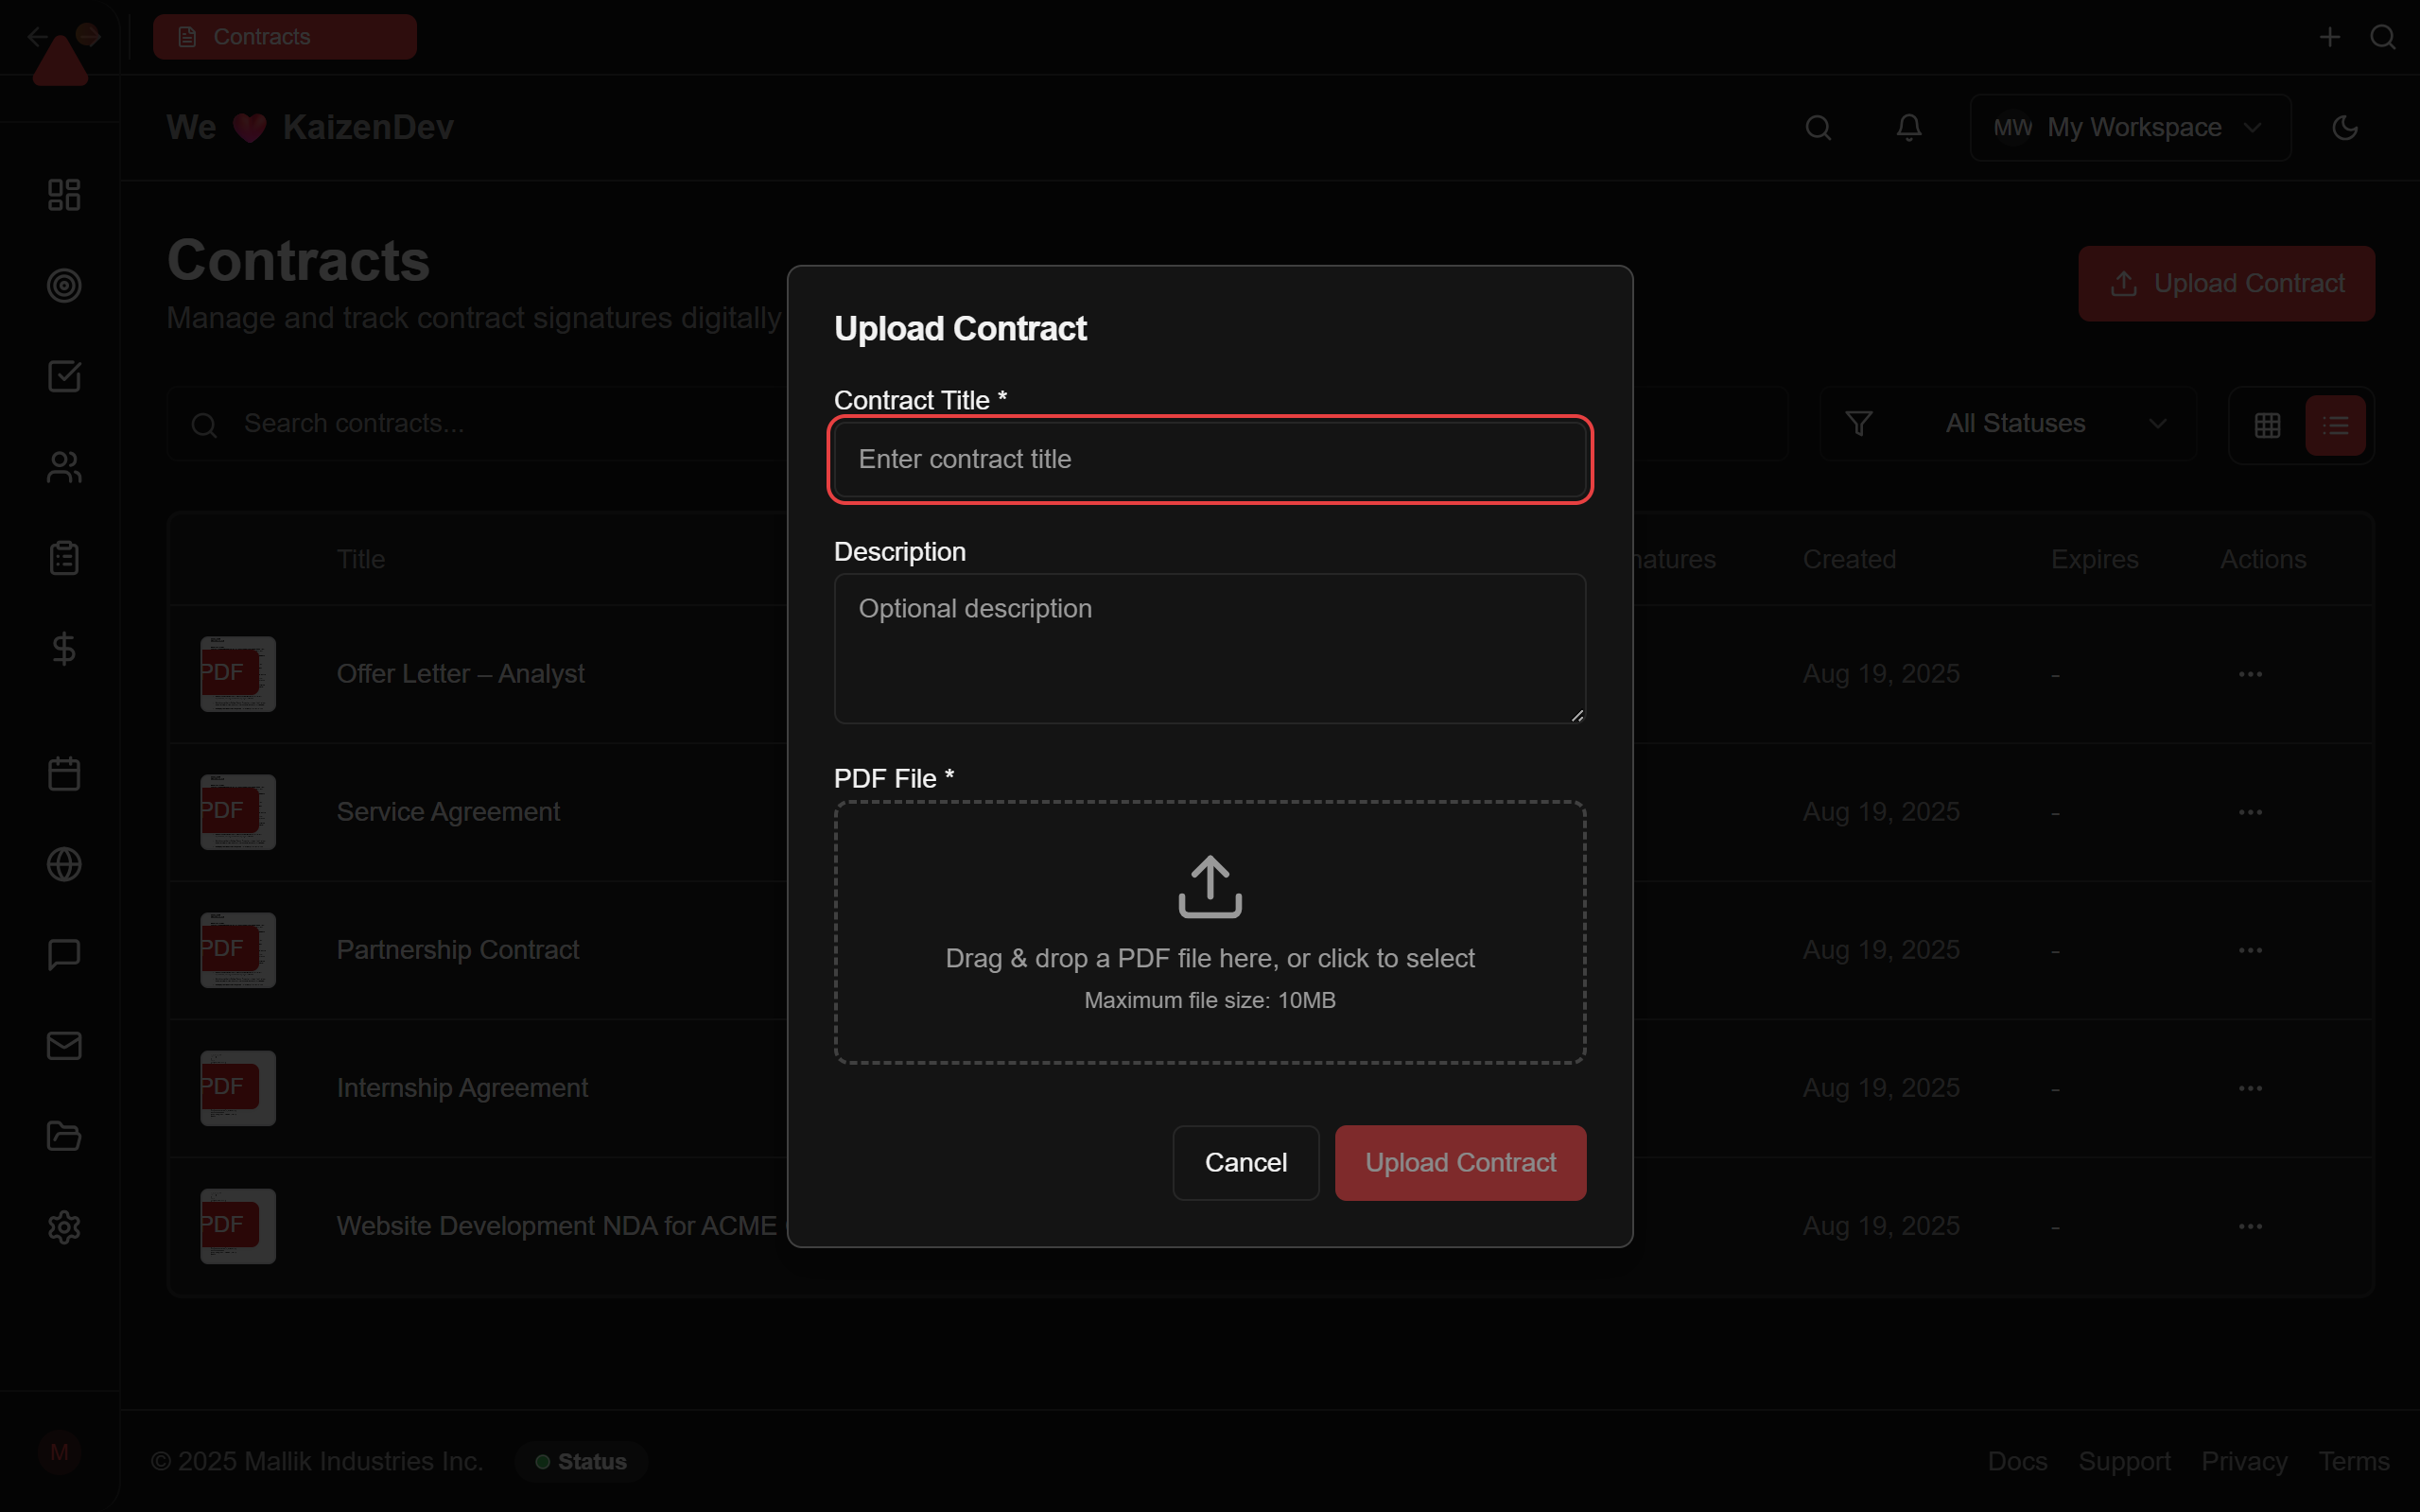 Contracts
We ❤️ KaizenDev
MW My Workspace
Contracts
Manage and track contract signatures digitally
Upload Contract
Search contracts...
All Statuses
Title
natures
Created
Expires
Actions
Offer Letter – Analyst
Aug 19, 2025
-
PDF
Service Agreement
Aug 19, 2025
-
PDF
Partnership Contract
Aug 19, 2025
-
PDF
Internship Agreement
Aug 19, 2025
-
PDF
Website Development NDA for ACME
Aug 19, 2025
-
PDF
Upload Contract
Contract Title *
Enter contract title
Description
Optional description
PDF File *
Drag & drop a PDF file here, or click to select
Maximum file size: 10MB
Cancel
Upload Contract
M
© 2025 Mallik Industries Inc.
Status
Docs
Support
Privacy
Terms